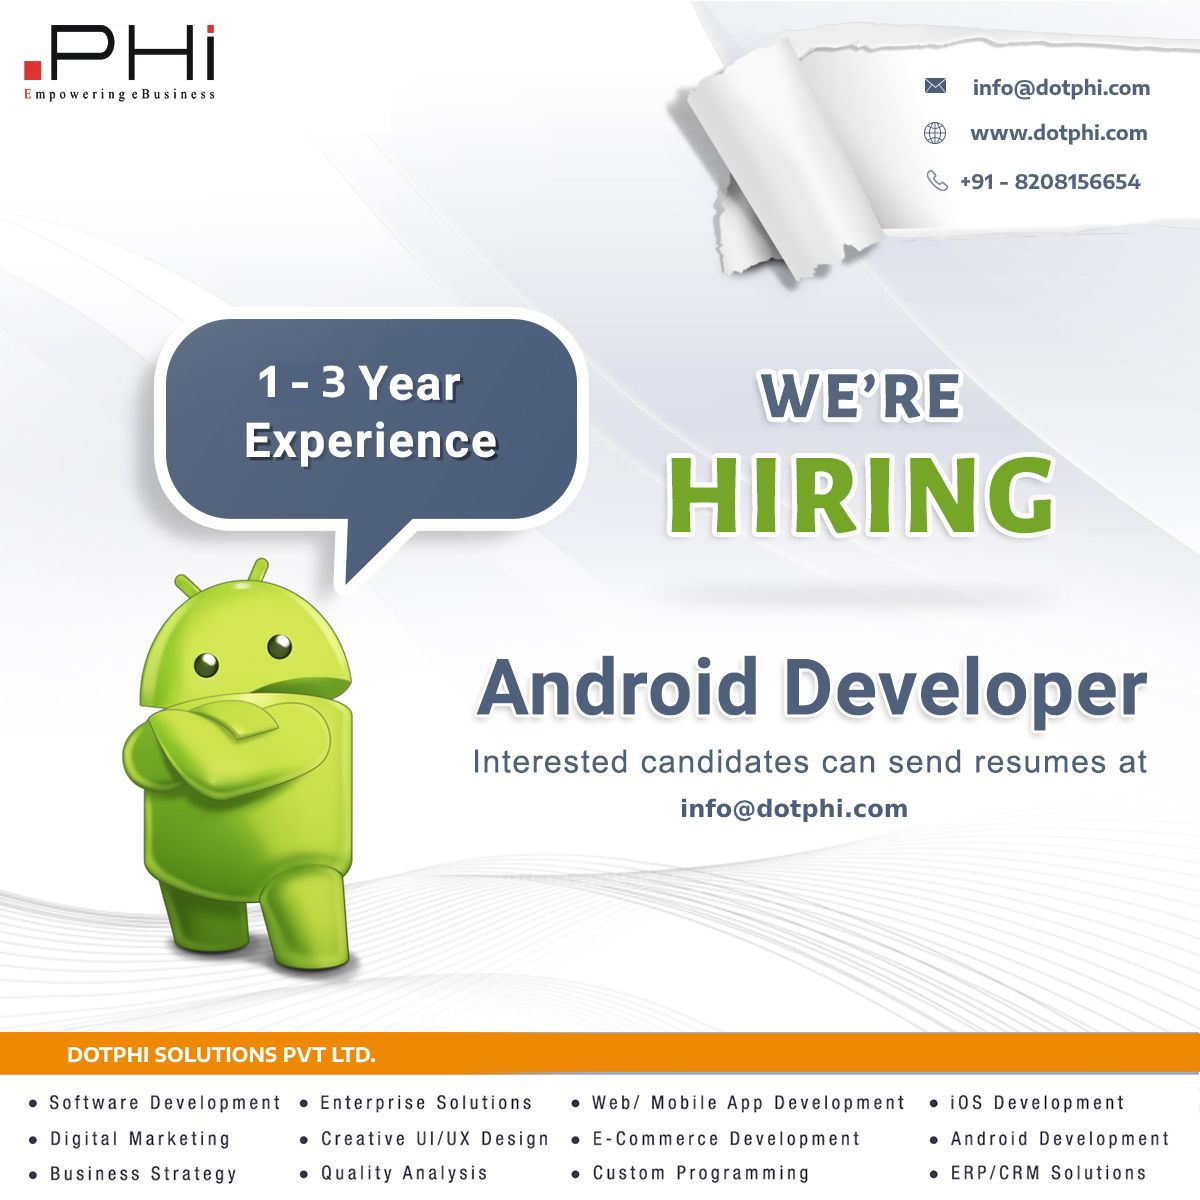 .PHi
Empowering eBusiness
info@dotphi.com
www.dotphi.com
+91 - 8208156654
1 - 3 Year
Experience
WE'RE
HIRING
Android Developer
Interested candidates can send resumes at
info@dotphi.com
DOTPHI SOLUTIONS PVT LTD.
• Software Development • Enterprise Solutions • Web/ Mobile App Development • iOS Development
• Digital Marketing • Creative UI/UX Design • E-Commerce Development • Android Development
• Business Strategy • Quality Analysis • Custom Programming • ERP/CRM Solutions